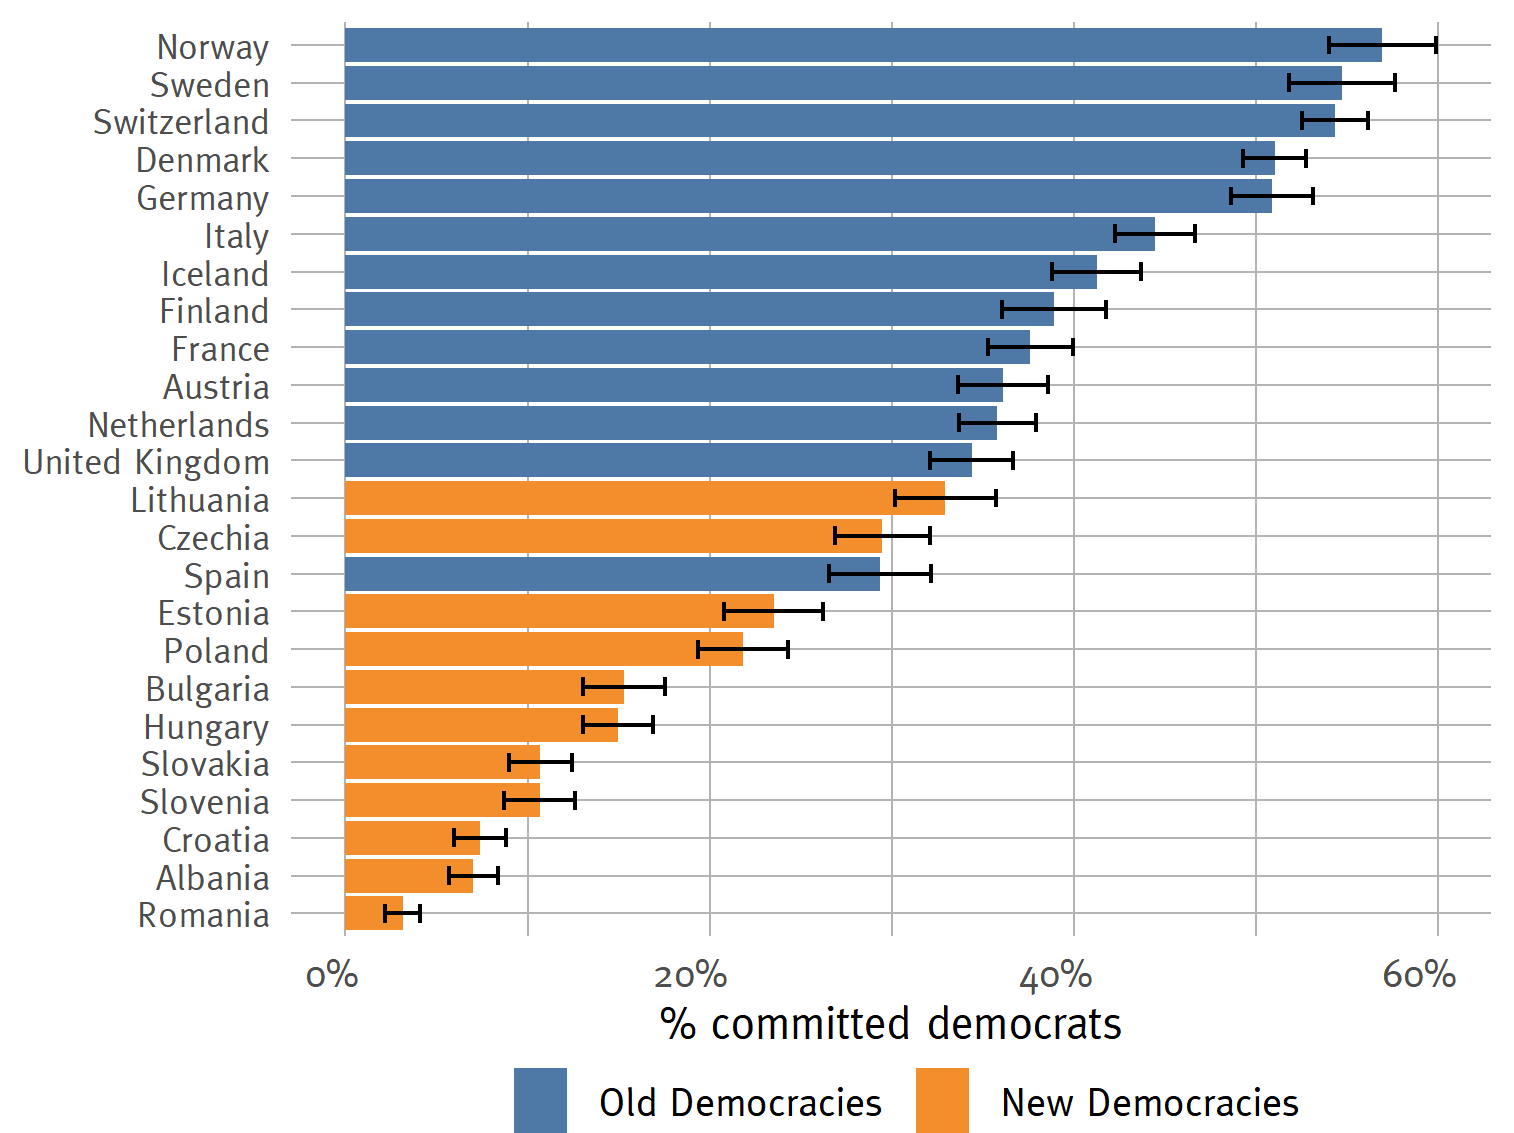 Norway
Sweden
Switzerland
Denmark
Germany
Italy
Iceland
Finland
France
Austria
Netherlands
United Kingdom
Lithuania
Czechia
Spain
Estonia
Poland
Bulgaria
Hungary
Slovakia
Slovenia
Croatia
Albania
Romania
0% 20% 40% 60%
% committed democrats
Old Democracies New Democracies